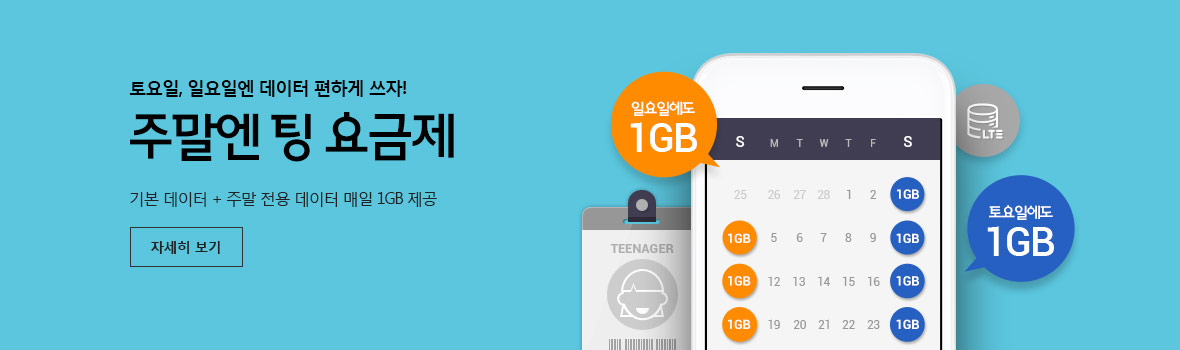 토요일, 일요일엔 데이터 편하게 쓰자!
주말엔 팅 요금제
기본 데이터 + 주말 전용 데이터 매일 1GB 제공
자세히 보기
일요일에도
1GB
LTE
토요일에도
1GB
TEENAGER
S M T W T F S
25 26 27 28 1 2 1GB
1GB 5 6 7 8 9 1GB
1GB 12 13 14 15 16 1GB
1GB 19 20 21 22 23 1GB